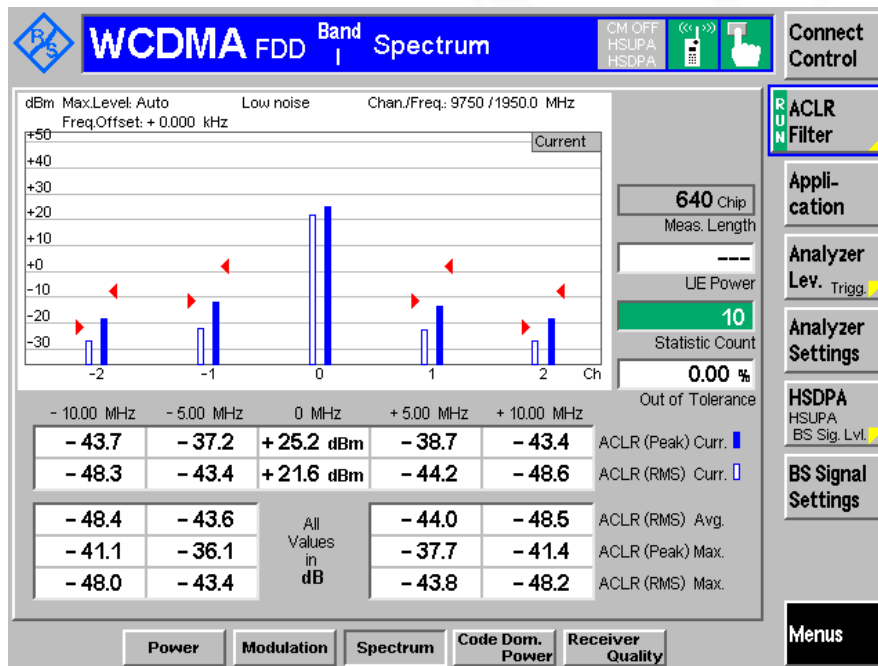 R&S
WCDMA FDD Band I Spectrum
CM OFF
HSUPA
HSDPA
Connect
Control
dBm Max.Level: Auto Low noise Chan./Freq.: 9750 / 1950.0 MHz
Freq.Offset: + 0.000 kHz
Current
+50
+40
+30
+20
+10
+0
-10
-20
-30
-2 -1 0 1 2 Ch
640 Chip
Meas. Length
---
UE Power
10
Statistic Count
0.00 %
Out of Tolerance
RUN
ACLR
Filter
Appli-
cation
Analyzer
Lev. Trigg.
Analyzer
Settings
HSDPA
HSUPA
BS Sig. Lvl.
BS Signal
Settings
- 10.00 MHz - 5.00 MHz 0 MHz + 5.00 MHz + 10.00 MHz
- 43.7 - 37.2 + 25.2 dBm - 38.7 - 43.4 ACLR (Peak) Curr.
- 48.3 - 43.4 + 21.6 dBm - 44.2 - 48.6 ACLR (RMS) Curr.
- 48.4 - 43.6 - 44.0 - 48.5 ACLR (RMS) Avg.
- 41.1 - 36.1 - 37.7 - 41.4 ACLR (Peak) Max.
- 48.0 - 43.4 - 43.8 - 48.2 ACLR (RMS) Max.
All
Values
in
dB
Power Modulation Spectrum Code Dom. Power Receiver Quality
Menus